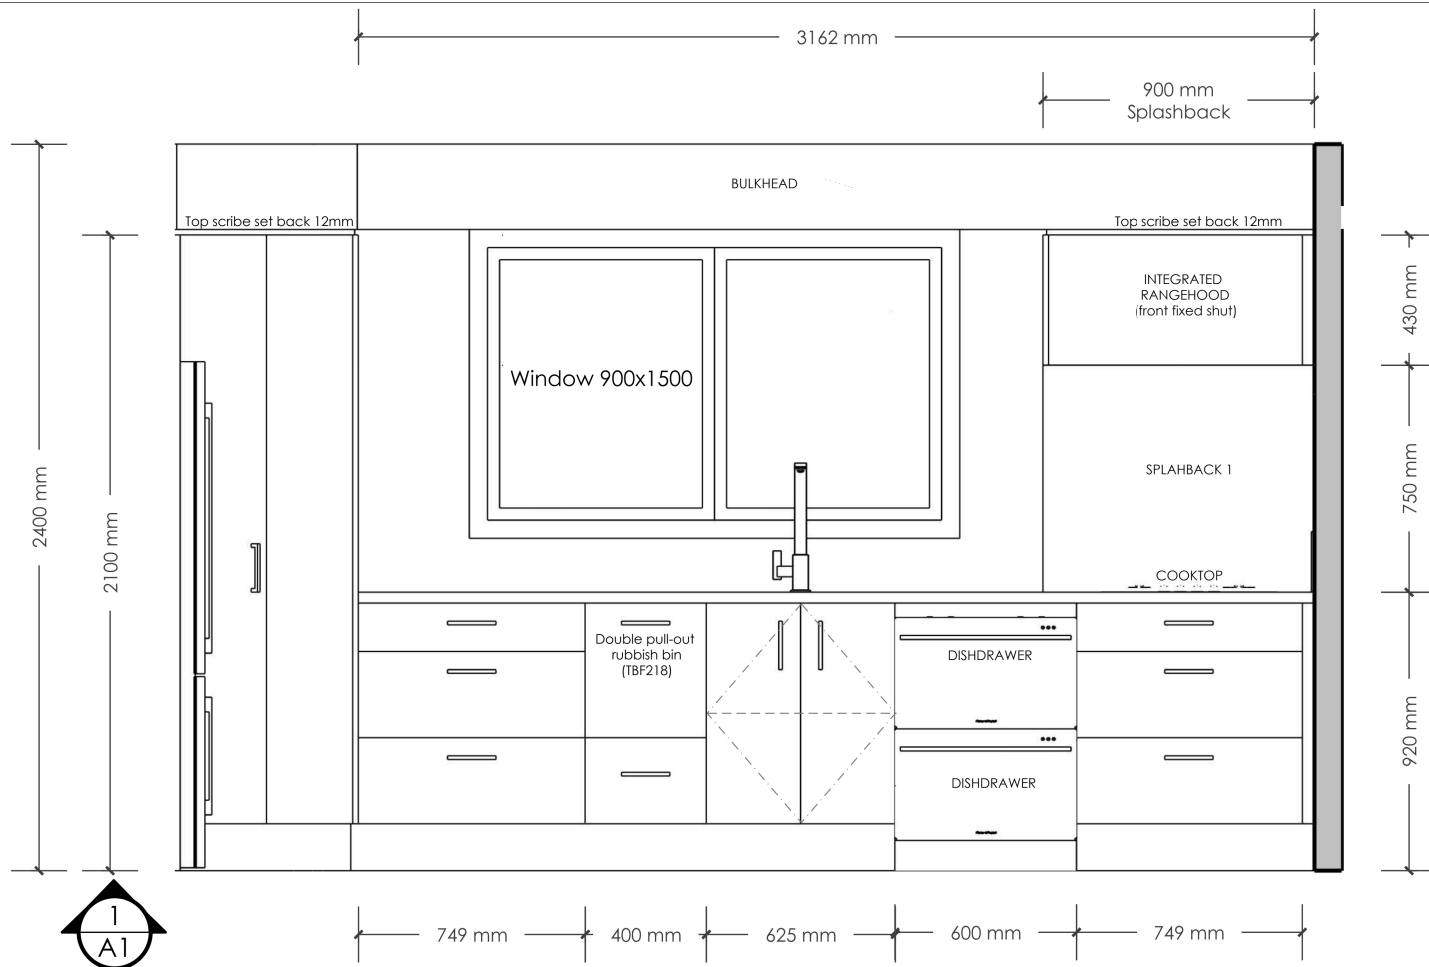 3162 mm
900 mm
Splashback
BULKHEAD
Top scribe set back 12mm
Top scribe set back 12mm
INTEGRATED
RANGEHOOD
(front fixed shut)
430 mm
Window 900x1500
SPLAHBACK 1
750 mm
2400 mm
2100 mm
COOKTOP
Double pull-out
rubbish bin
(TBF218)
DISHDRAWER
DISHDRAWER
920 mm
1
A1
749 mm
400 mm
625 mm
600 mm
749 mm